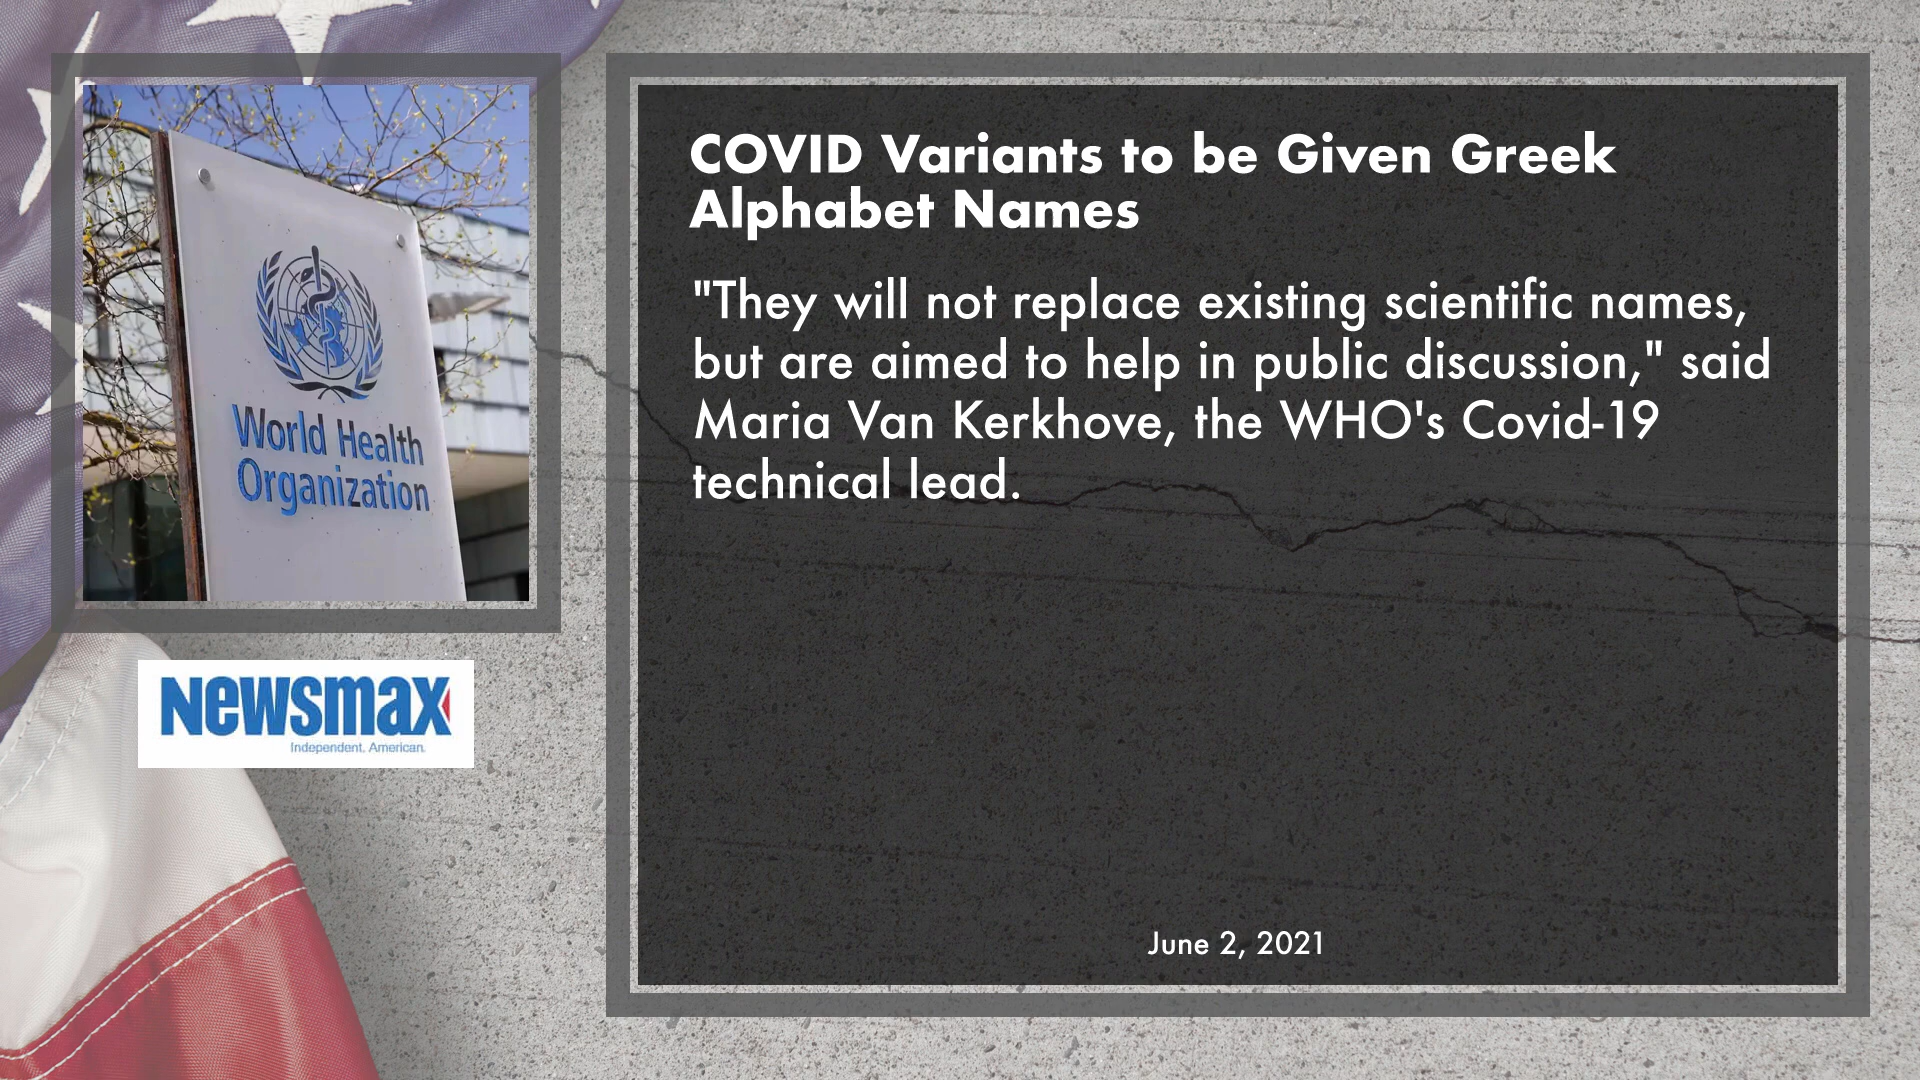 World Health
Organization
Newsmax
Independent. American.
COVID Variants to be Given Greek
Alphabet Names
"They will not replace existing scientific names,
but are aimed to help in public discussion," said
Maria Van Kerkhove, the WHO's Covid-19
technical lead.
June 2, 2021